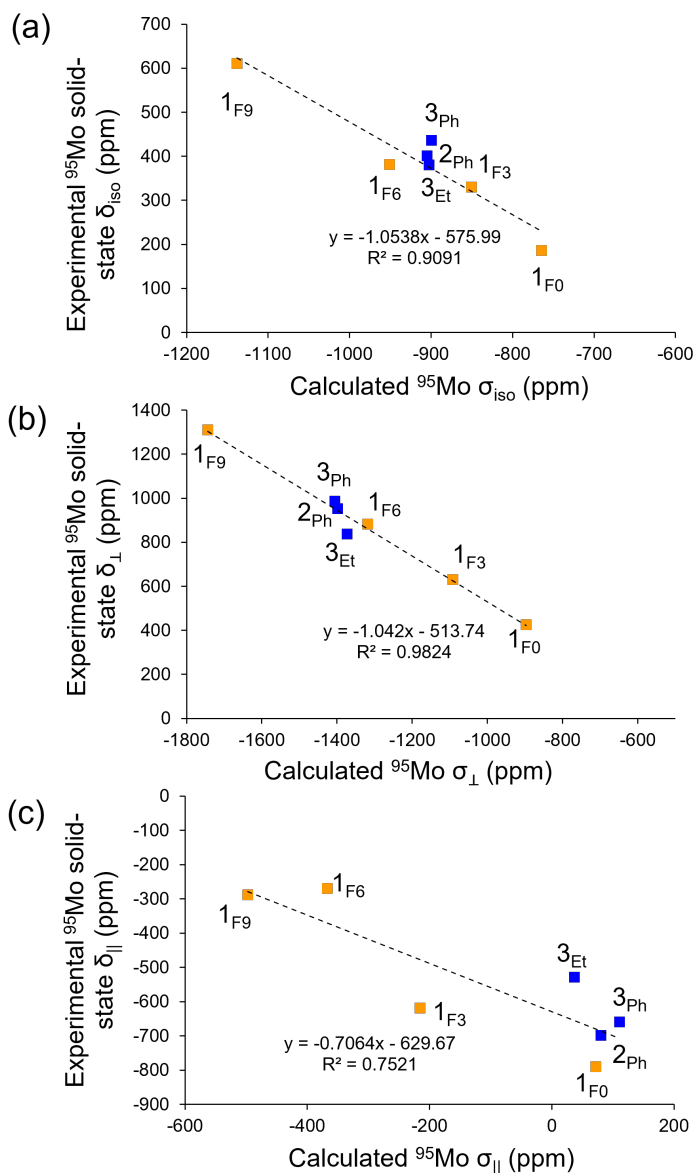 (a)
Experimental ⁹⁵Mo solid-
state δiso (ppm)
700
600
500
400
300
200
100
0
1F9
3Ph
2Ph
1F3
1F6
3Et
1F0
y = -1.0538x - 575.99
R² = 0.9091
-1200
-1100
-1000
-900
-800
-700
-600
Calculated ⁹⁵Mo σiso (ppm)
(b)
Experimental ⁹⁵Mo solid-
state δ⊥ (ppm)
1400
1200
1000
800
600
400
200
0
1F9
3Ph
2Ph
1F6
3Et
1F3
1F0
y = -1.042x - 513.74
R² = 0.9824
-1800
-1600
-1400
-1200
-1000
-800
-600
Calculated ⁹⁵Mo σ⊥ (ppm)
(c)
Experimental ⁹⁵Mo solid-
state δ|| (ppm)
0
-100
-200
-300
-400
-500
-600
-700
-800
-900
1F9
1F6
3Et
3Ph
1F3
2Ph
1F0
y = -0.7064x - 629.67
R² = 0.7521
-600
-400
-200
0
200
Calculated ⁹⁵Mo σ|| (ppm)